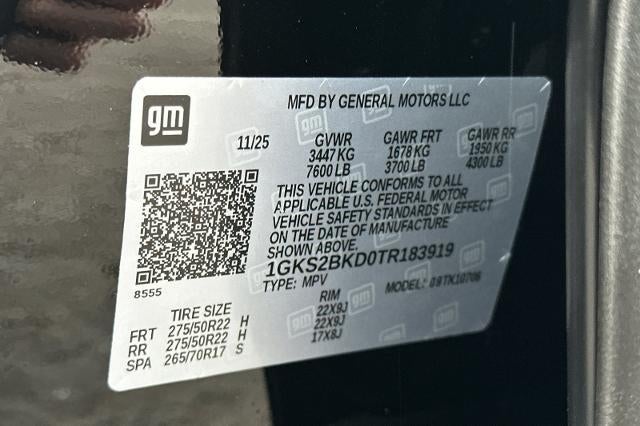 gm
MFD BY GENERAL MOTORS LLC
11/25 GVWR GAWR FRT GAWR RR
3447 KG 1678 KG 1950 KG
7600 LB 3700 LB 4300 LB
THIS VEHICLE CONFORMS TO ALL
APPLICABLE U.S. FEDERAL MOTOR
VEHICLE SAFETY STANDARDS IN EFFECT
ON THE DATE OF MANUFACTURE
SHOWN ABOVE.
1GKS2BKD0TR183919
TYPE: MPV MODEL: 09TK10706
8555
TIRE SIZE RIM
FRT 275/50R22 H 22X9J
RR 275/50R22 H 22X9J
SPA 265/70R17 S 17X8J